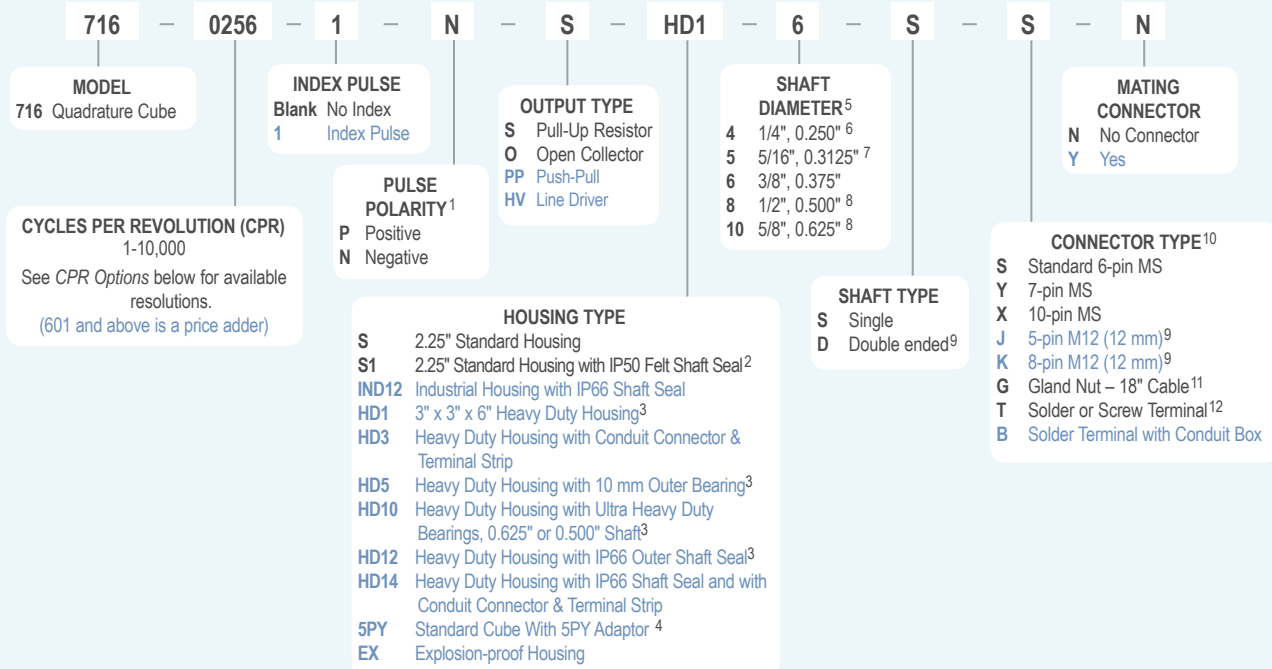 716 – 0256 – 1 – N – S – HD1 – 6 – S – S – N
MODEL
716 Quadrature Cube
INDEX PULSE
Blank No Index
1 Index Pulse
OUTPUT TYPE
S Pull-Up Resistor
O Open Collector
PP Push-Pull
HV Line Driver
SHAFT
DIAMETER5
4 1/4", 0.250" 6
5 5/16", 0.3125" 7
6 3/8", 0.375"
8 1/2", 0.500" 8
10 5/8", 0.625" 8
MATING
CONNECTOR
N No Connector
Y Yes
PULSE
POLARITY1
P Positive
N Negative
CYCLES PER REVOLUTION (CPR)
1-10,000
See CPR Options below for available
resolutions.
(601 and above is a price adder)
HOUSING TYPE
S 2.25" Standard Housing
S1 2.25" Standard Housing with IP50 Felt Shaft Seal2
IND12 Industrial Housing with IP66 Shaft Seal
HD1 3" x 3" x 6" Heavy Duty Housing3
HD3 Heavy Duty Housing with Conduit Connector &
Terminal Strip
HD5 Heavy Duty Housing with 10 mm Outer Bearing3
HD10 Heavy Duty Housing with Ultra Heavy Duty
Bearings, 0.625" or 0.500" Shaft3
HD12 Heavy Duty Housing with IP66 Outer Shaft Seal3
HD14 Heavy Duty Housing with IP66 Shaft Seal and with
Conduit Connector & Terminal Strip
5PY Standard Cube With 5PY Adaptor 4
EX Explosion-proof Housing
SHAFT TYPE
S Single
D Double ended9
CONNECTOR TYPE10
S Standard 6-pin MS
Y 7-pin MS
X 10-pin MS
J 5-pin M12 (12 mm)9
K 8-pin M12 (12 mm)9
G Gland Nut – 18" Cable11
T Solder or Screw Terminal12
B Solder Terminal with Conduit Box